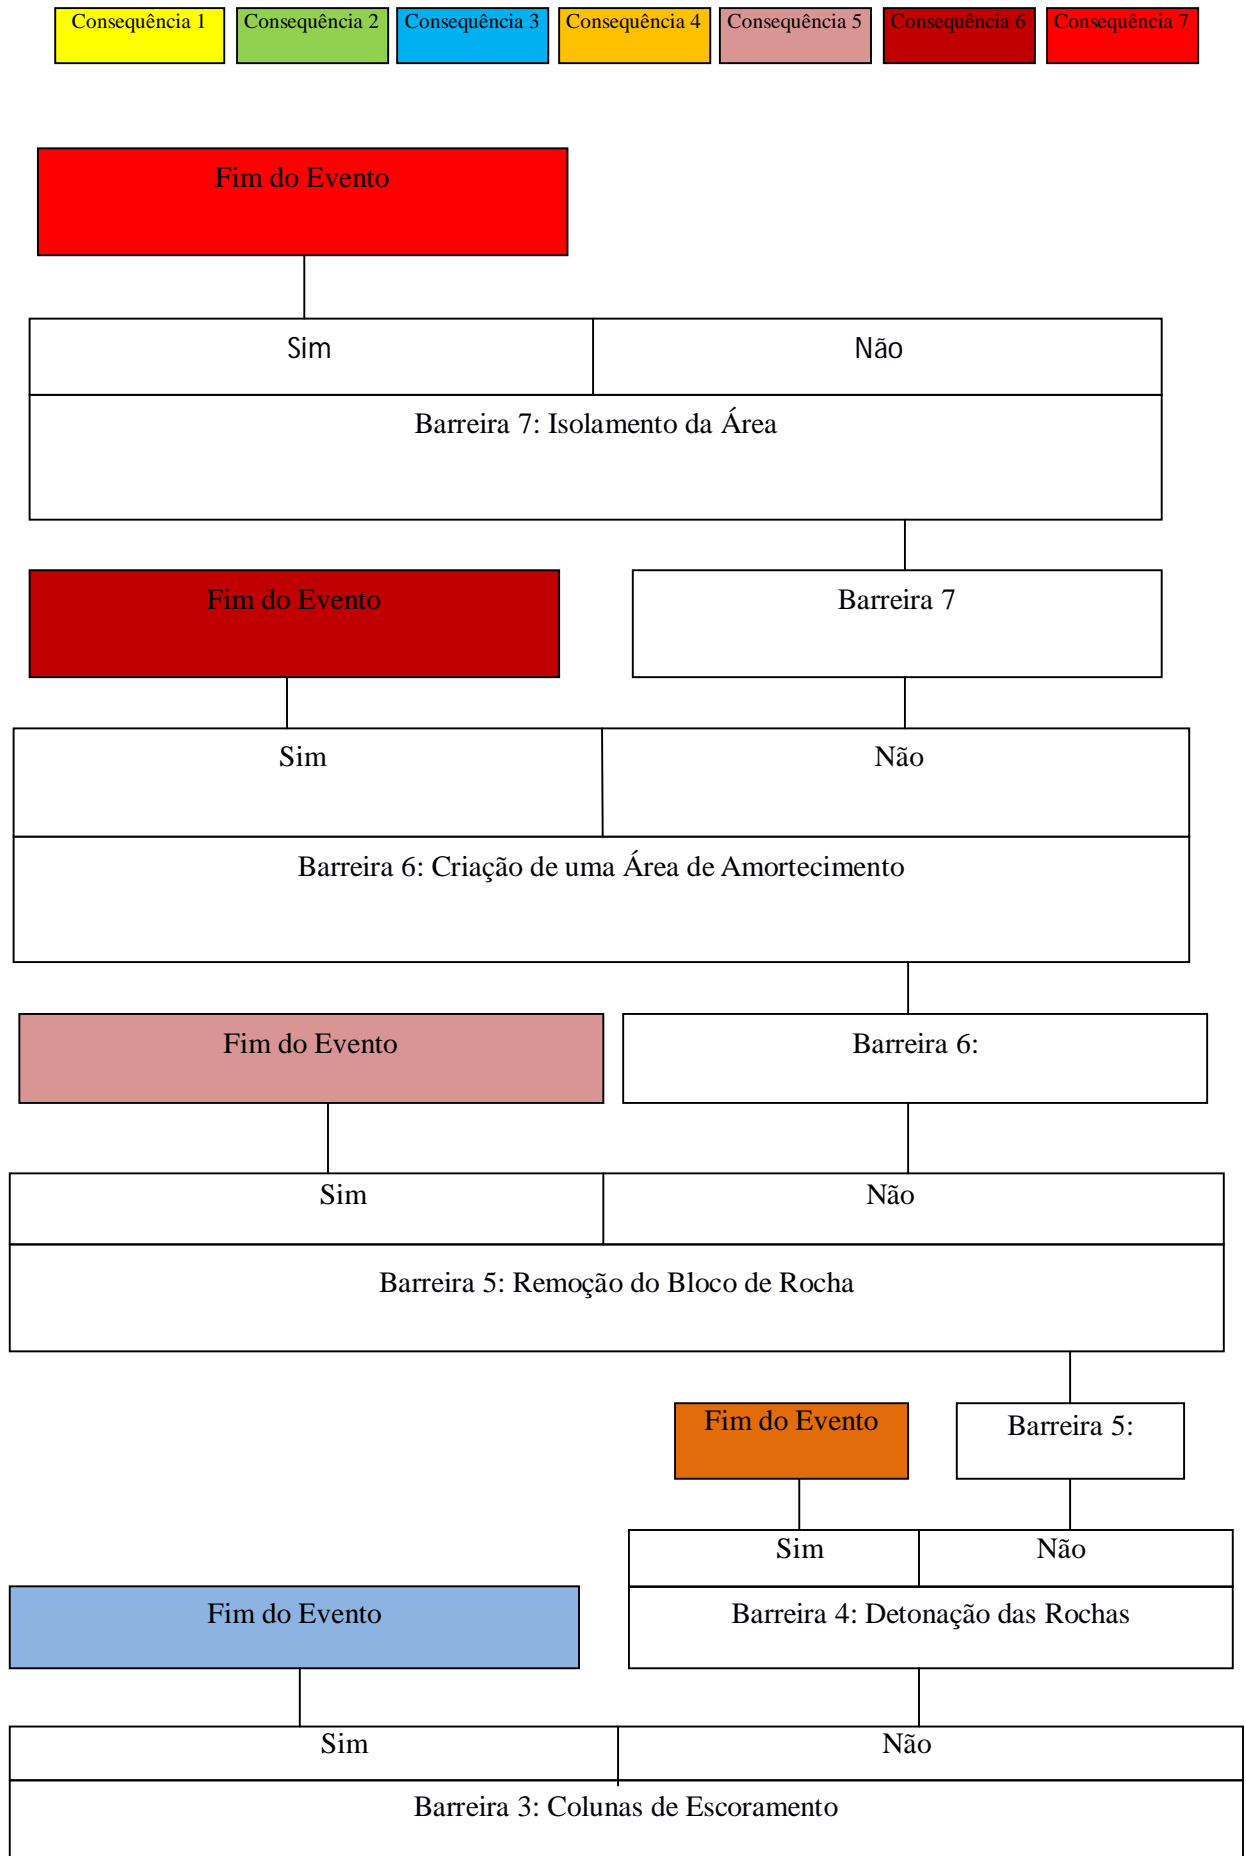 Consequência 1
Consequência 2
Consequência 3
Consequência 4
Consequência 5
Consequência 6
Consequência 7
Fim do Evento
Sim
Não
Barreira 7: Isolamento da Área
Fim do Evento
Barreira 7
Sim
Não
Barreira 6: Criação de uma Área de Amortecimento
Fim do Evento
Barreira 6:
Sim
Não
Barreira 5: Remoção do Bloco de Rocha
Fim do Evento
Barreira 5:
Sim
Não
Fim do Evento
Barreira 4: Detonação das Rochas
Sim
Não
Barreira 3: Colunas de Escoramento